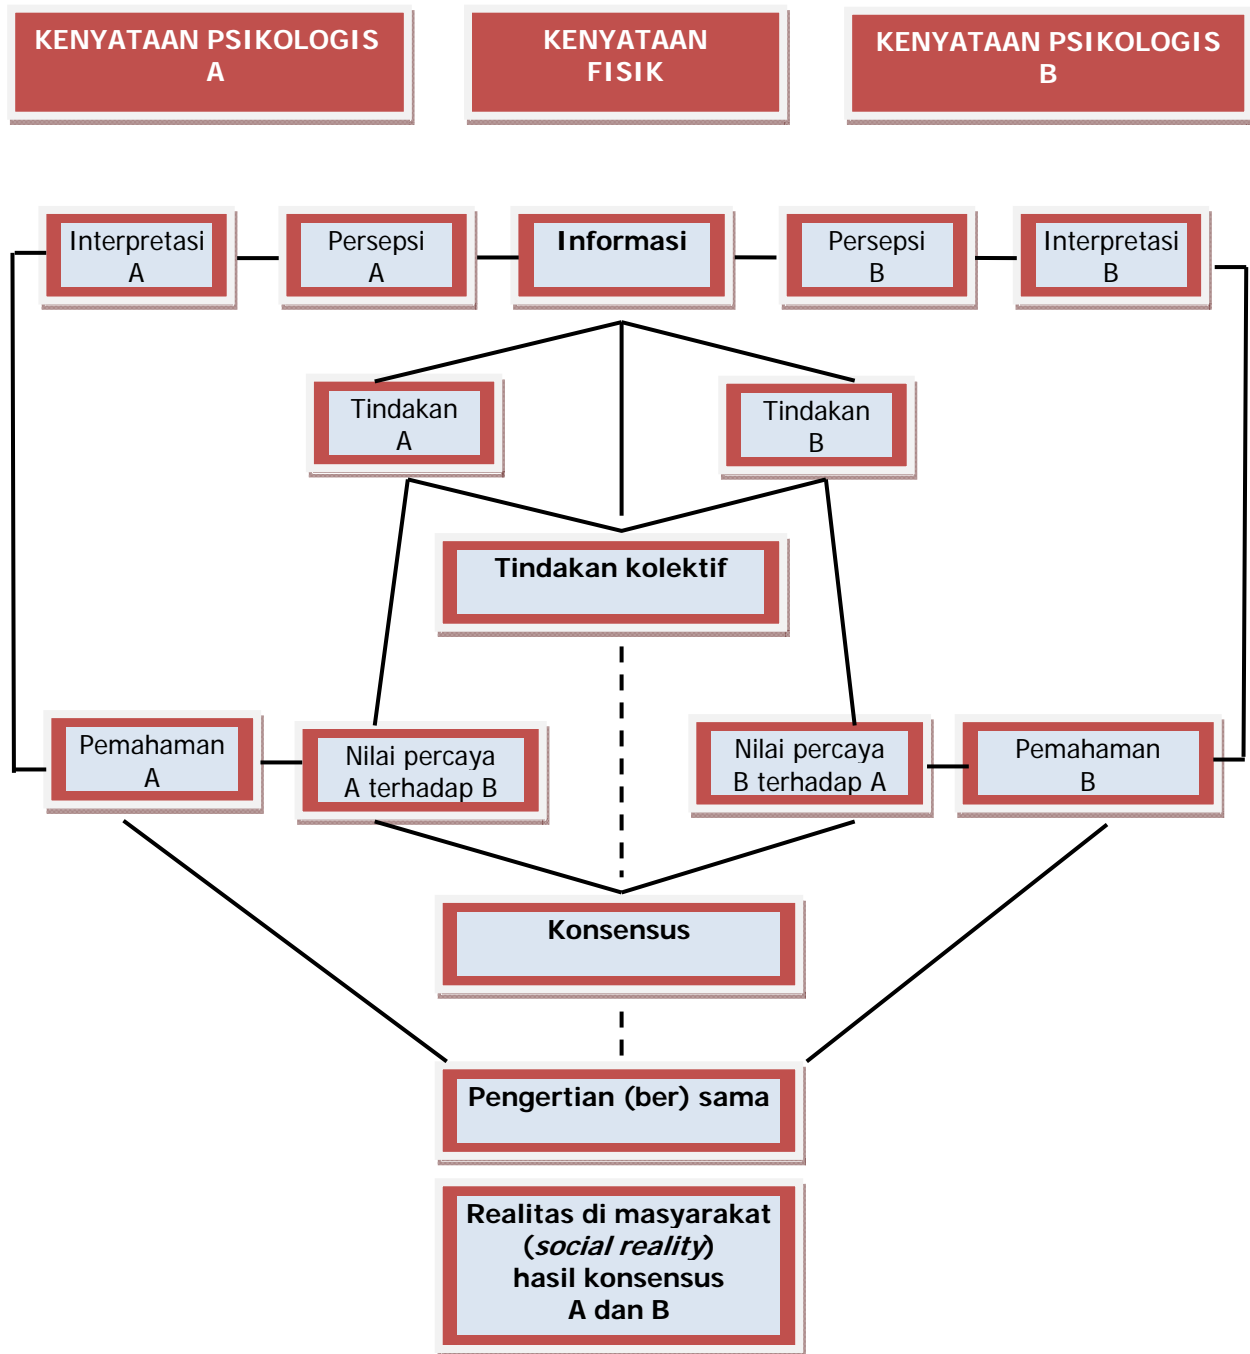 KENYATAAN PSIKOLOGIS
A
KENYATAAN
FISIK
KENYATAAN PSIKOLOGIS
B
Interpretasi
A
Persepsi
A
Informasi
Persepsi
B
Interpretasi
B
Tindakan
A
Tindakan
B
Tindakan kolektif
Pemahaman
A
Nilai percaya
A terhadap B
Nilai percaya
B terhadap A
Pemahaman
B
Konsensus
Pengertian (ber) sama
Realitas di masyarakat
(social reality)
hasil konsensus
A dan B